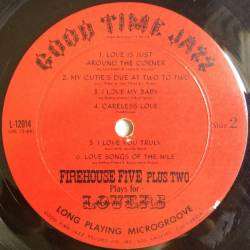 GOOD TIME JAZZ
1. LOVE IS JUST
AROUND THE CORNER
2. MY CUTIE'S DUE AT TWO TO TWO
3. I LOVE MY BABY
4. CARELESS LOVE
L-12014
Side 2
5. I LOVE YOU TRULY
6. LOVE SONGS OF THE NILE
FIREHOUSE FIVE PLUS TWO
Plays for
LOVERS
LONG PLAYING MICROGROOVE